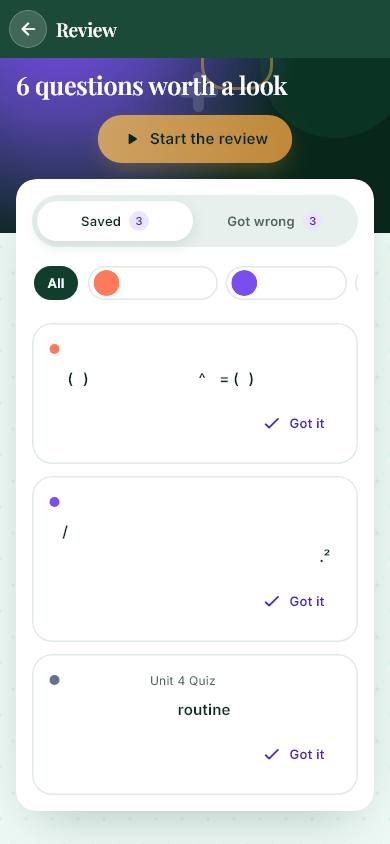 Review
6 questions worth a look
Start the review
Saved 3
Got wrong 3
All
( ) ^ = ( )
Got it
/
.²
Got it
Unit 4 Quiz
routine
Got it